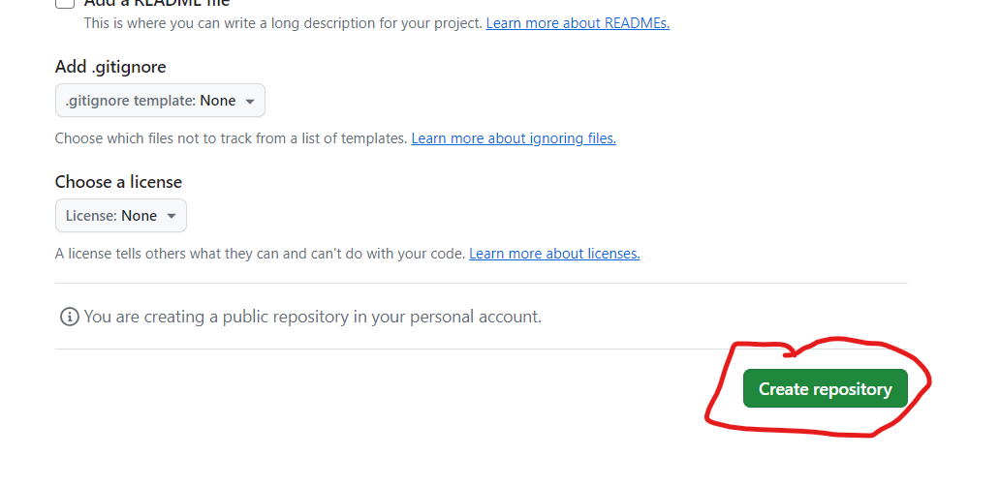 Add a README file
This is where you can write a long description for your project. Learn more about READMEs.
Add .gitignore
.gitignore template: None
Choose which files not to track from a list of templates. Learn more about ignoring files.
Choose a license
License: None
A license tells others what they can and can't do with your code. Learn more about licenses.
You are creating a public repository in your personal account.
Create repository